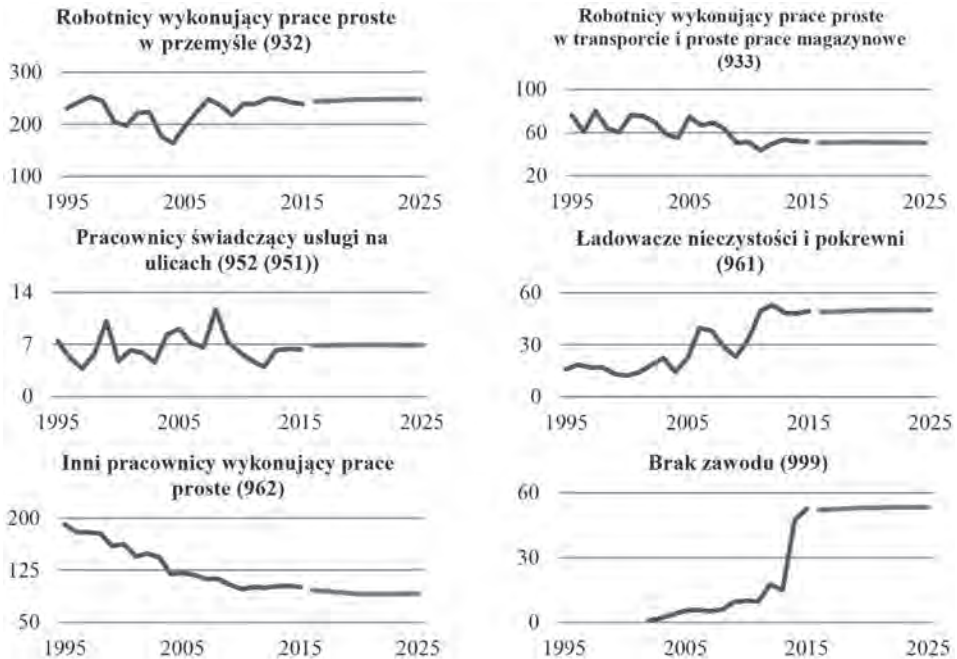 Robotnicy wykonujący prace proste
w przemyśle (932)
300
200
100
1995 2005 2015 2025
Robotnicy wykonujący prace proste
w transporcie i proste prace magazynowe
(933)
100
60
20
1995 2005 2015 2025
Pracownicy świadczący usługi na
ulicach (952 (951))
14
7
0
1995 2005 2015 2025
Ładowacze nieczystości i pokrewni
(961)
60
30
0
1995 2005 2015 2025
Inni pracownicy wykonujący prace
proste (962)
200
125
50
1995 2005 2015 2025
Brak zawodu (999)
60
30
0
1995 2005 2015 2025